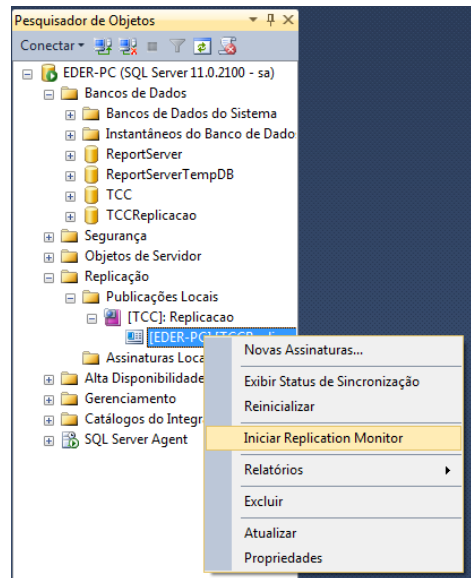 Pesquisador de Objetos
Conectar
EDER-PC (SQL Server 11.0.2100 - sa)
Bancos de Dados
Bancos de Dados do Sistema
Instantâneos do Banco de Dado
ReportServer
ReportServerTempDB
TCC
TCCReplicacao
Segurança
Objetos de Servidor
Replicação
Publicações Locais
[TCC]: Replicacao
[EDER-PC]
Assinaturas Loca
Alta Disponibilidade
Gerenciamento
Catálogos do Integr
SQL Server Agent
Novas Assinaturas...
Exibir Status de Sincronização
Reinicializar
Iniciar Replication Monitor
Relatórios
Excluir
Atualizar
Propriedades